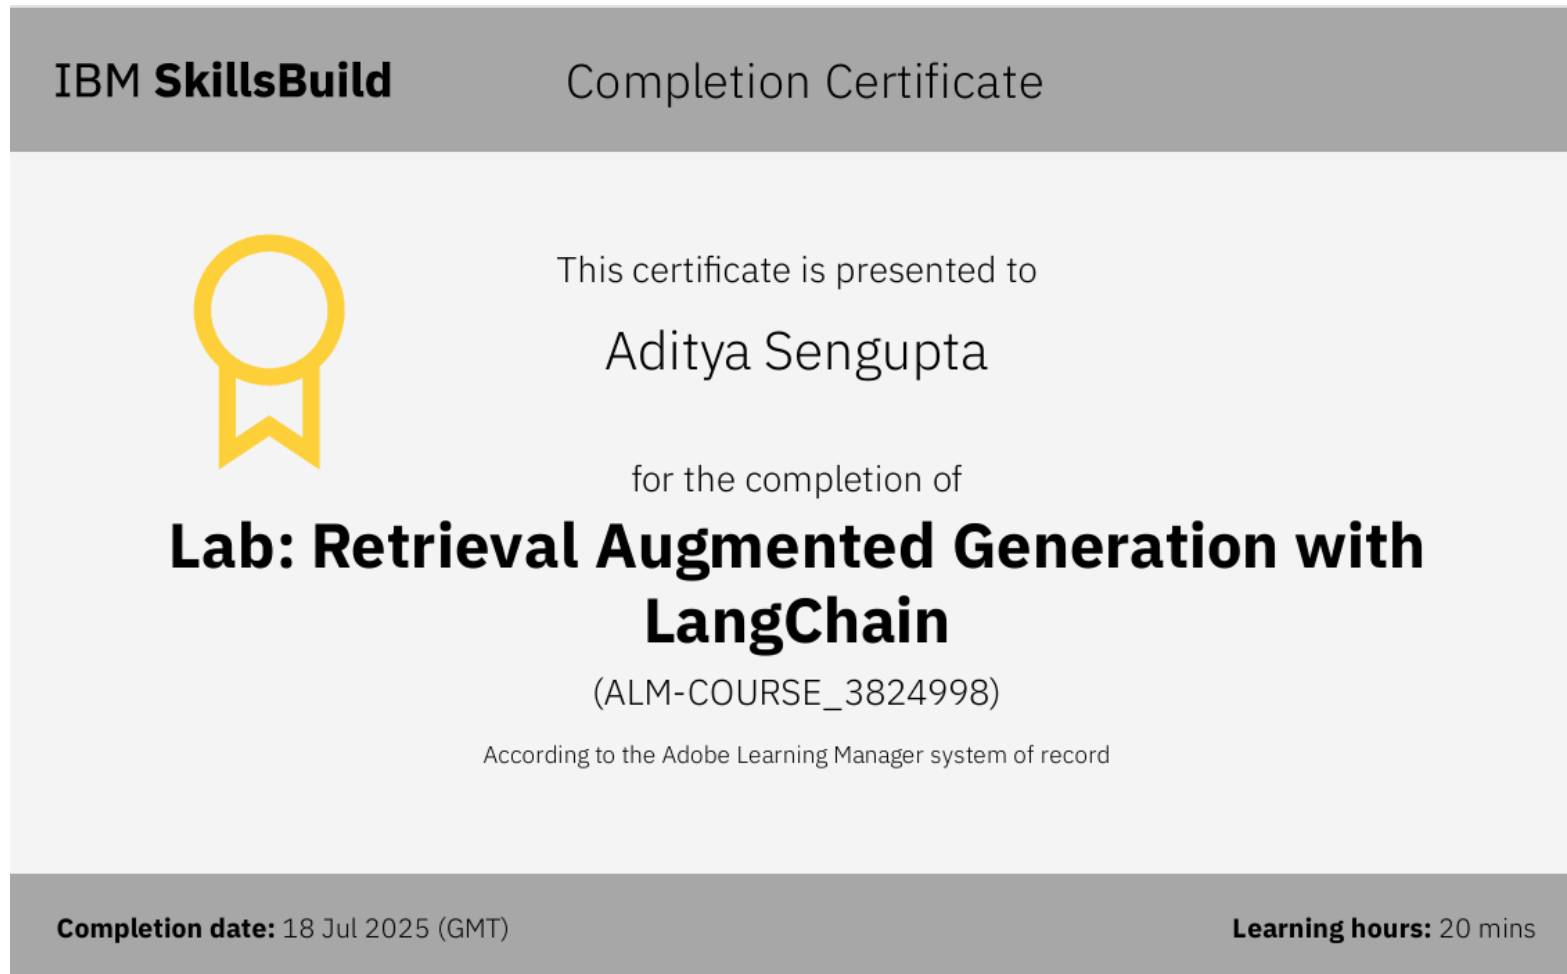 IBM SkillsBuild
Completion Certificate
This certificate is presented to
Aditya Sengupta
for the completion of
Lab: Retrieval Augmented Generation with
LangChain
(ALM-COURSE_3824998)
According to the Adobe Learning Manager system of record
Completion date: 18 Jul 2025 (GMT)
Learning hours: 20 mins